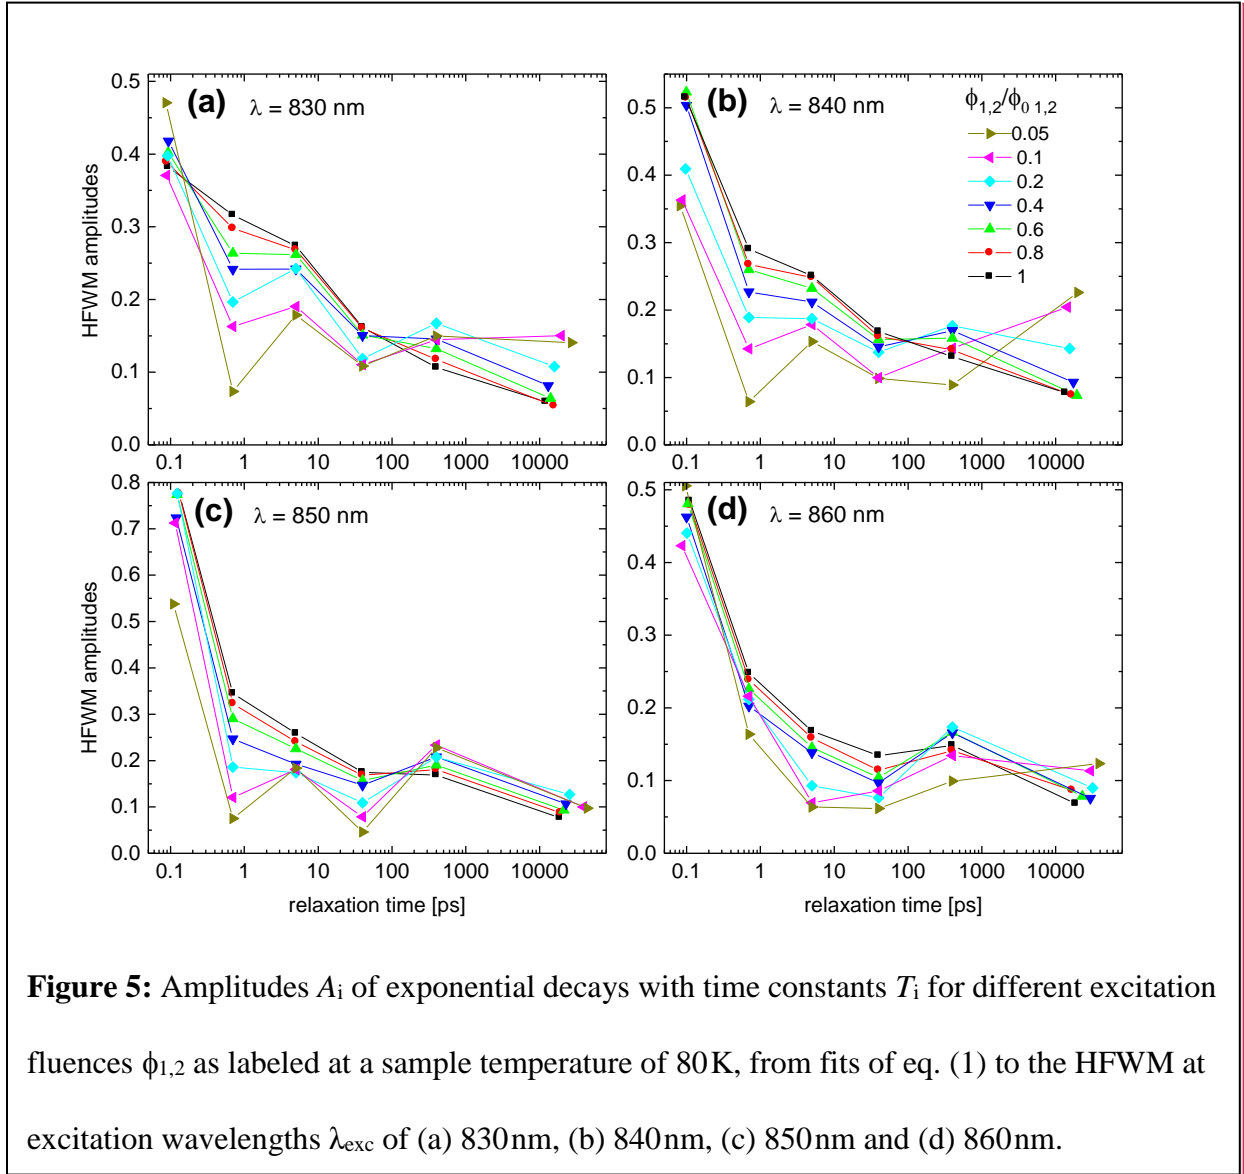 (a) λ = 830 nm
0.5
0.4
0.3
0.2
0.1
0.0
HFWM amplitudes
0.1 1 10 100 1000 10000
(b) λ = 840 nm
ϕ1,2/ϕ0 1,2
0.05
0.1
0.2
0.4
0.6
0.8
1
0.5
0.4
0.3
0.2
0.1
0.0
0.1 1 10 100 1000 10000
(c) λ = 850 nm
0.8
0.7
0.6
0.5
0.4
0.3
0.2
0.1
0.0
HFWM amplitudes
0.1 1 10 100 1000 10000
relaxation time [ps]
(d) λ = 860 nm
0.5
0.4
0.3
0.2
0.1
0.0
0.1 1 10 100 1000 10000
relaxation time [ps]
Figure 5: Amplitudes Ai of exponential decays with time constants Ti for different excitation
fluences ϕ1,2 as labeled at a sample temperature of 80 K, from fits of eq. (1) to the HFWM at
excitation wavelengths λexc of (a) 830 nm, (b) 840 nm, (c) 850 nm and (d) 860 nm.